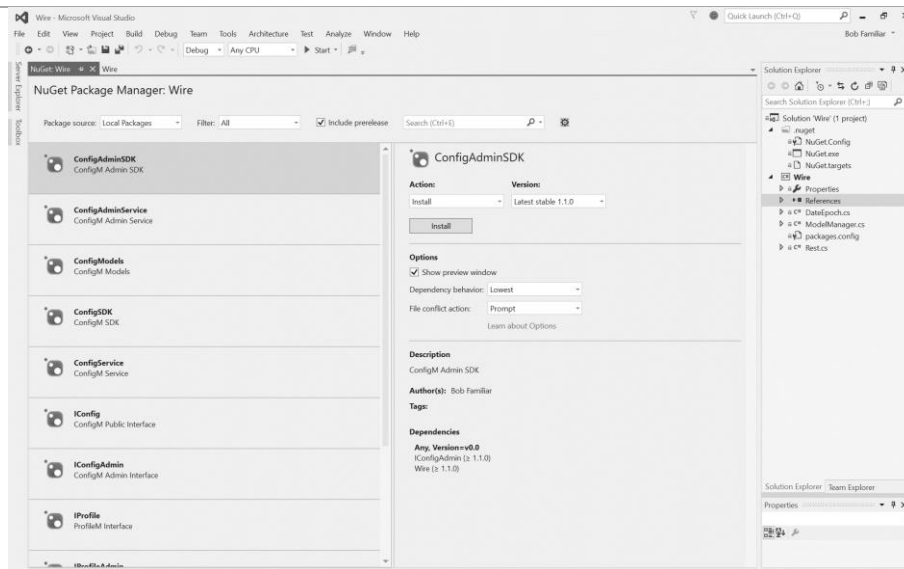 Wire - Microsoft Visual Studio
Quick Launch (Ctrl+Q)
File Edit View Project Build Debug Team Tools Architecture Test Analyze Window Help
Bob Familiar
Debug Any CPU Start
Server Explorer
Toolbox
NuGet: Wire Wire
NuGet Package Manager: Wire
Package source: Local Packages Filter: All Include prerelease Search (Ctrl+E)
ConfigAdminSDK
ConfigM Admin SDK
ConfigAdminService
ConfigM Admin Service
ConfigModels
ConfigM Models
ConfigSDK
ConfigM SDK
ConfigService
ConfigM Service
IConfig
ConfigM Public Interface
IConfigAdmin
ConfigM Admin Interface
IProfile
ProfileM Interface
IProfileAdmin
ConfigAdminSDK
Action: Version:
Install Latest stable 1.1.0
Install
Options
Show preview window
Dependency behavior: Lowest
File conflict action: Prompt
Learn about Options
Description
ConfigM Admin SDK
Author(s): Bob Familiar
Tags:
Dependencies
Any, Version=v0.0
IConfigAdmin (≥ 1.1.0)
Wire (≥ 1.1.0)
Solution Explorer
Search Solution Explorer (Ctrl+;)
Solution 'Wire' (1 project)
.nuget
NuGet.Config
NuGet.exe
NuGet.targets
C# Wire
Properties
References
C# DateEpoch.cs
C# ModelManager.cs
packages.config
C# Rest.cs
Solution Explorer Team Explorer
Properties